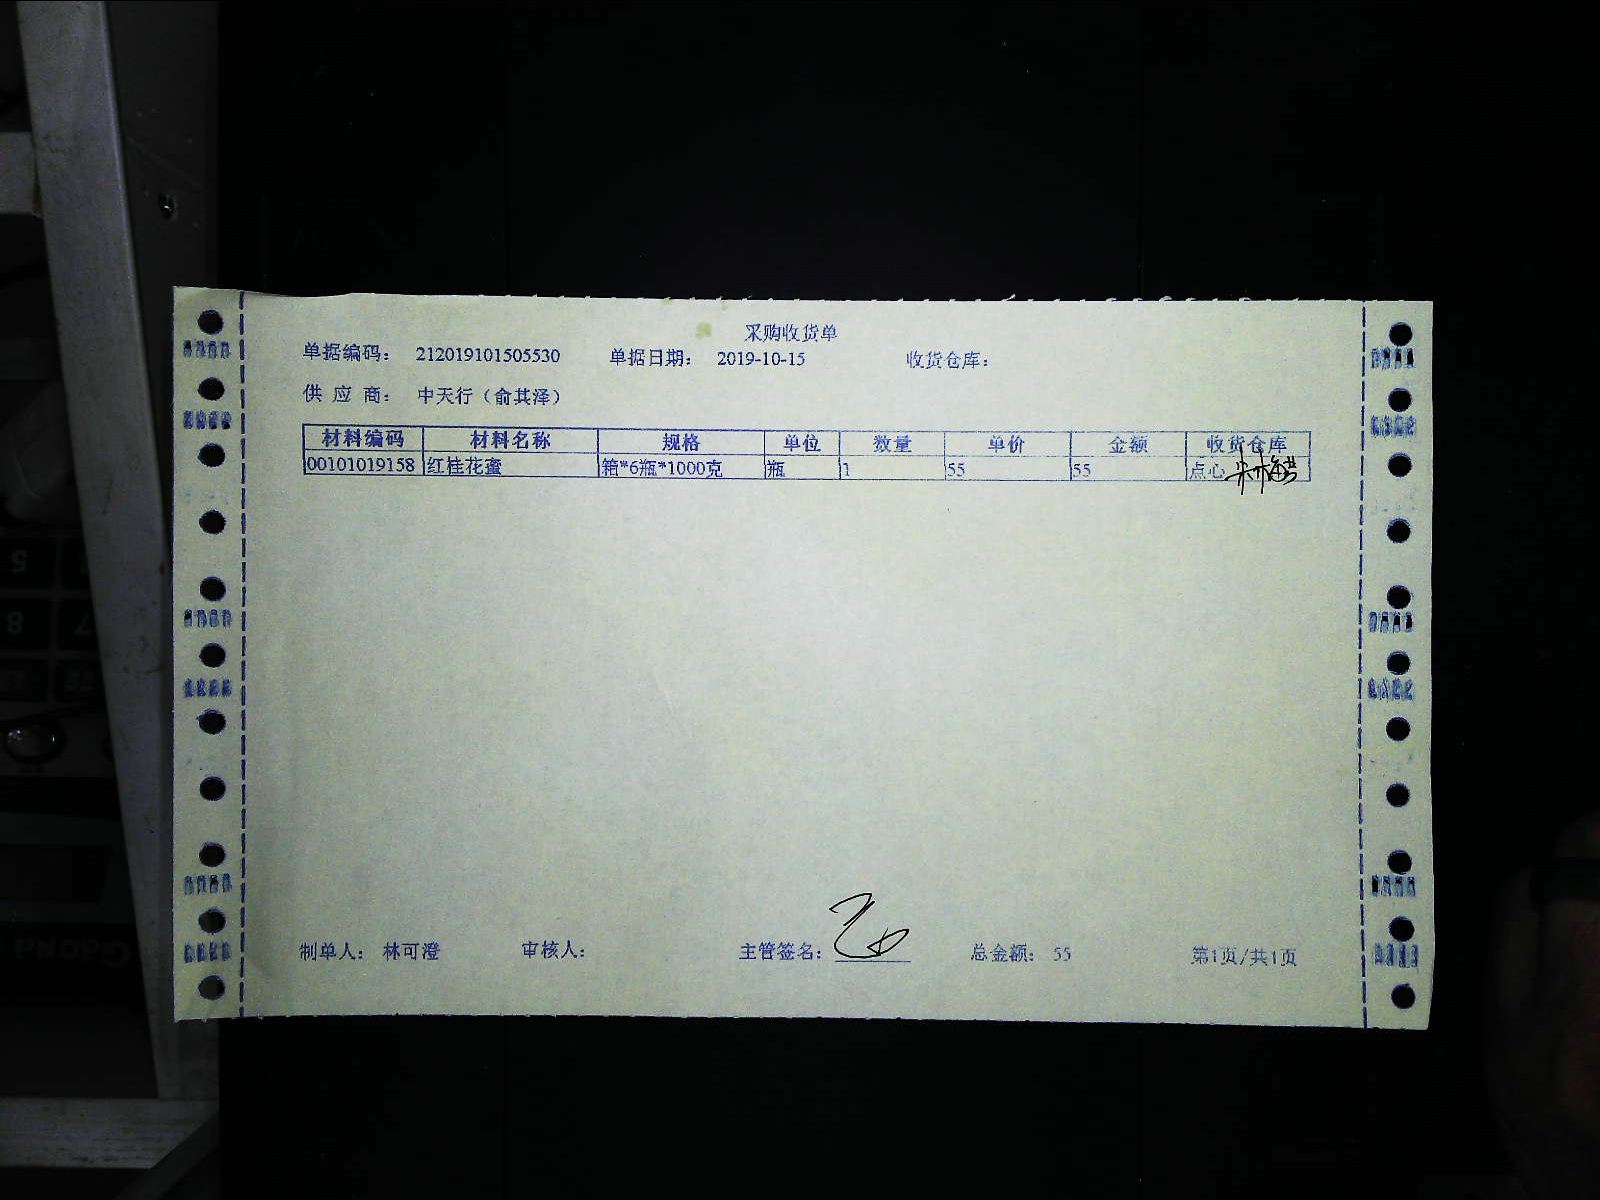 采购收货单
单据编码: 212019101505530 单据日期: 2019-10-15 收货仓库:
供 应 商: 中天行（俞其泽）
材料编码 材料名称 规格 单位 数量 单价 金额 收货仓库
00101019158 红桂花蜜 箱*6瓶*1000克 瓶 1 55 55 点心
制单人: 林可澄 审核人: 主管签名: 总金额: 55 第1页/共1页